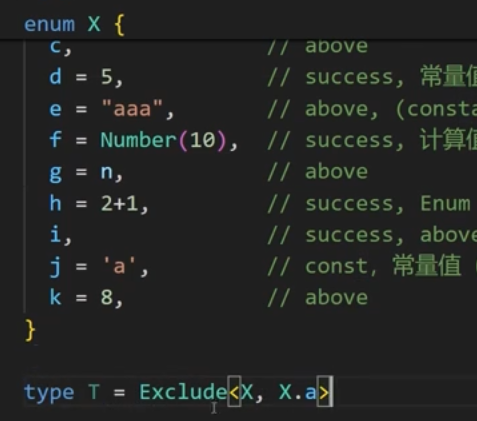 enum X {
c, // above
d = 5, // success, 常量值
e = "aaa", // above, (consta
f = Number(10), // success, 计算值
g = n, // above
h = 2+1, // success, Enum
i, // success, above
j = 'a', // const, 常量值 (
k = 8, // above
}
type T = Exclude<X, X.a>